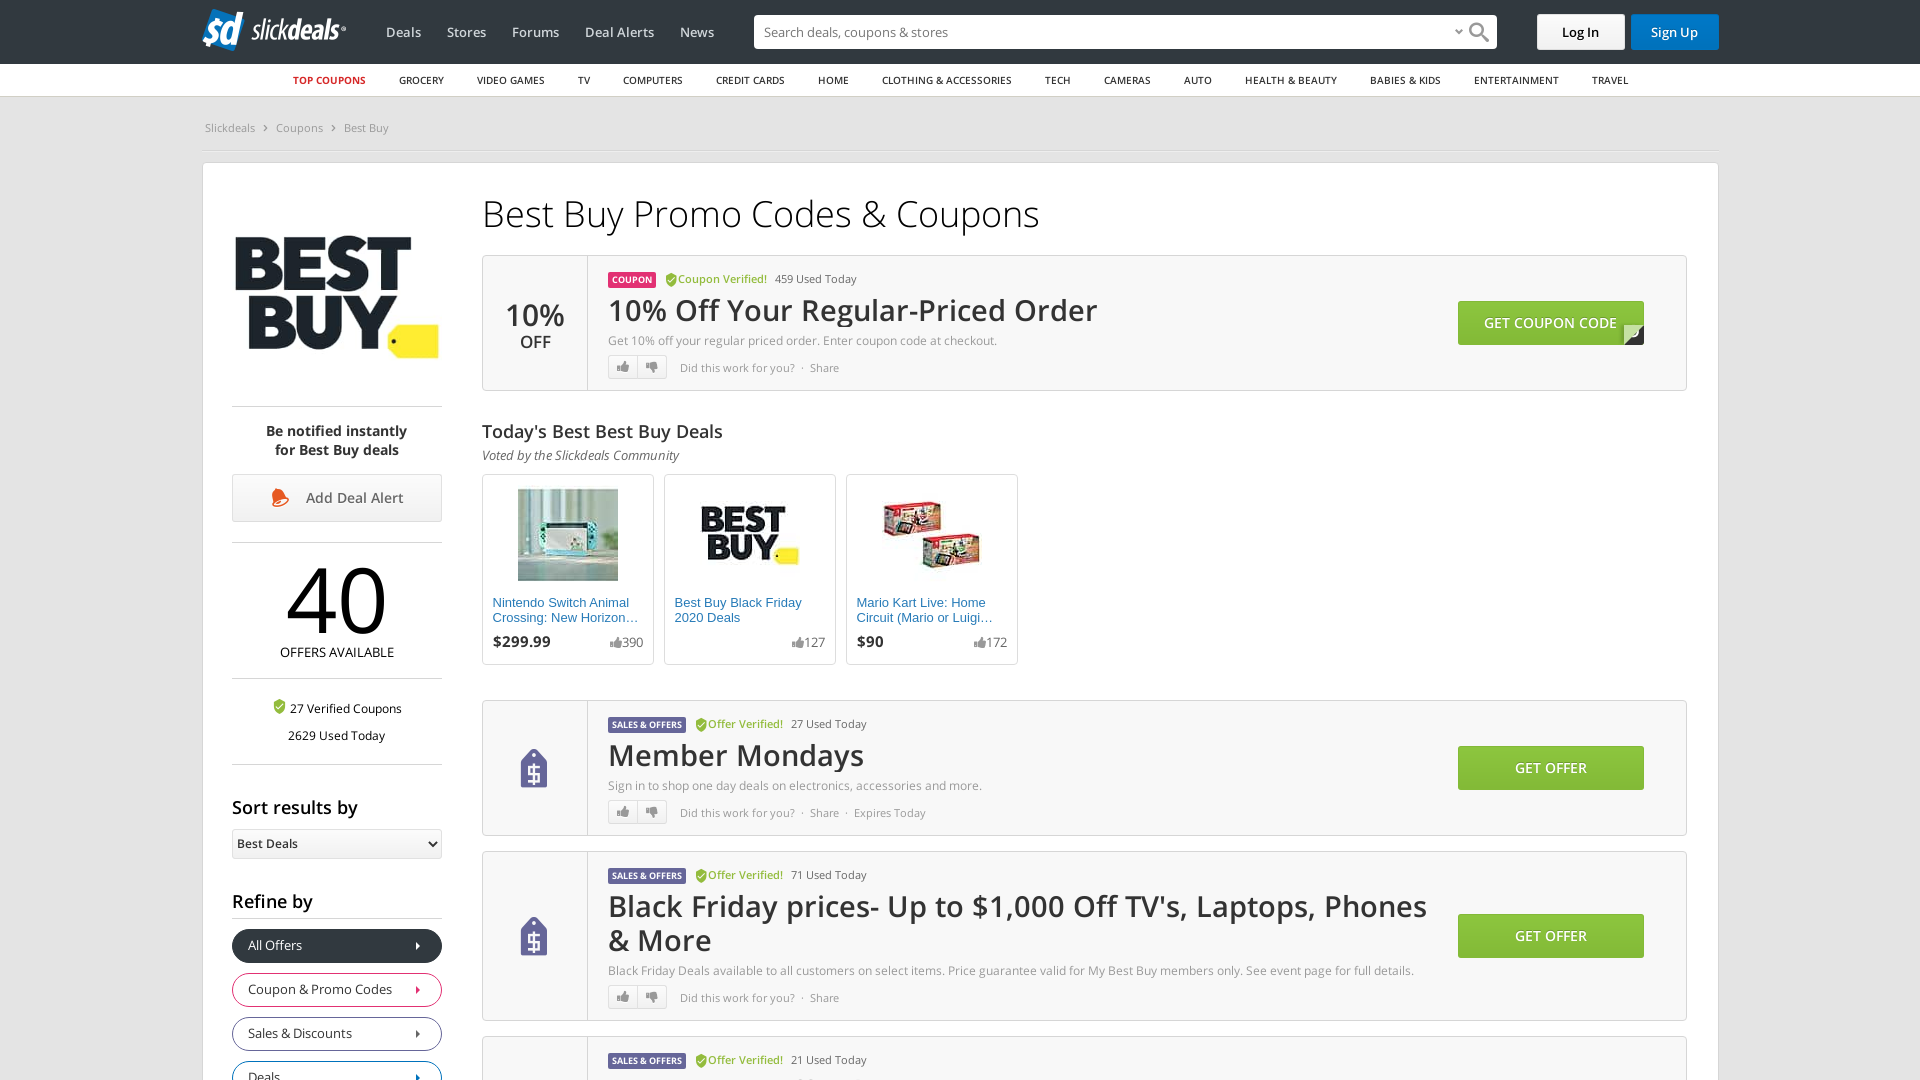 slickdeals
Deals
Stores
Forums
Deal Alerts
News
Search deals, coupons & stores
Log In
Sign Up
TOP COUPONS
GROCERY
VIDEO GAMES
TV
COMPUTERS
CREDIT CARDS
HOME
CLOTHING & ACCESSORIES
TECH
CAMERAS
AUTO
HEALTH & BEAUTY
BABIES & KIDS
ENTERTAINMENT
TRAVEL
Slickdeals
Coupons
Best Buy
BEST
BUY
Be notified instantly
for Best Buy deals
Add Deal Alert
40
OFFERS AVAILABLE
27 Verified Coupons
2629 Used Today
Sort results by
Best Deals
Refine by
All Offers
Coupon & Promo Codes
Sales & Discounts
Deals
Best Buy Promo Codes & Coupons
10%
OFF
COUPON Coupon Verified! 459 Used Today
10% Off Your Regular-Priced Order
Get 10% off your regular priced order. Enter coupon code at checkout.
Did this work for you? · Share
GET COUPON CODE
Today's Best Best Buy Deals
Voted by the Slickdeals Community
Nintendo Switch Animal
Crossing: New Horizon…
$299.99 390
BEST
BUY
Best Buy Black Friday
2020 Deals
127
Mario Kart Live: Home
Circuit (Mario or Luigi…
$90 172
SALES & OFFERS Offer Verified! 27 Used Today
Member Mondays
Sign in to shop one day deals on electronics, accessories and more.
Did this work for you? · Share · Expires Today
GET OFFER
SALES & OFFERS Offer Verified! 71 Used Today
Black Friday prices- Up to $1,000 Off TV's, Laptops, Phones
& More
Black Friday Deals available to all customers on select items. Price guarantee valid for My Best Buy members only. See event page for full details.
Did this work for you? · Share
GET OFFER
SALES & OFFERS Offer Verified! 21 Used Today